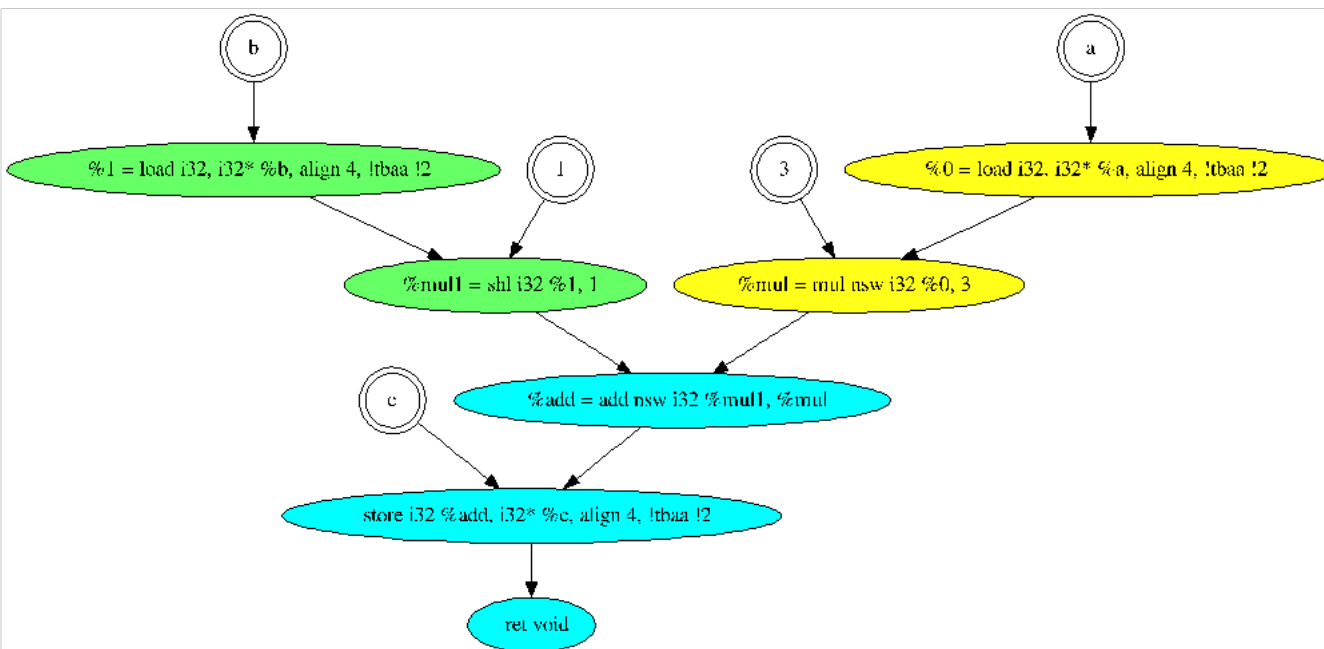 b
a
%1 = load i32, i32* %b, align 4, !tbaa !2
1
3
%0 = load i32, i32* %a, align 4, !tbaa !2
%mul1 = shl i32 %1, 1
%mul = mul nsw i32 %0, 3
c
%add = add nsw i32 %mul1, %mul
store i32 %add, i32* %c, align 4, !tbaa !2
ret void